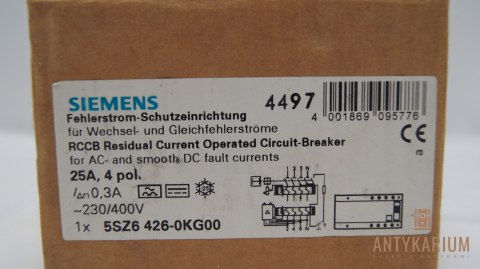 SIEMENS
4497
4 001869 095776
Fehlerstrom-Schutzeinrichtung
für Wechsel- und Gleichfehlerströme
RCCB Residual Current Operated Circuit-Breaker
for AC- and smooth DC fault currents
25A, 4 pol.
IΔn 0,3A
-25
~230/400V
1x 5SZ6 426-0KG00
CE
ANTYKARIUM